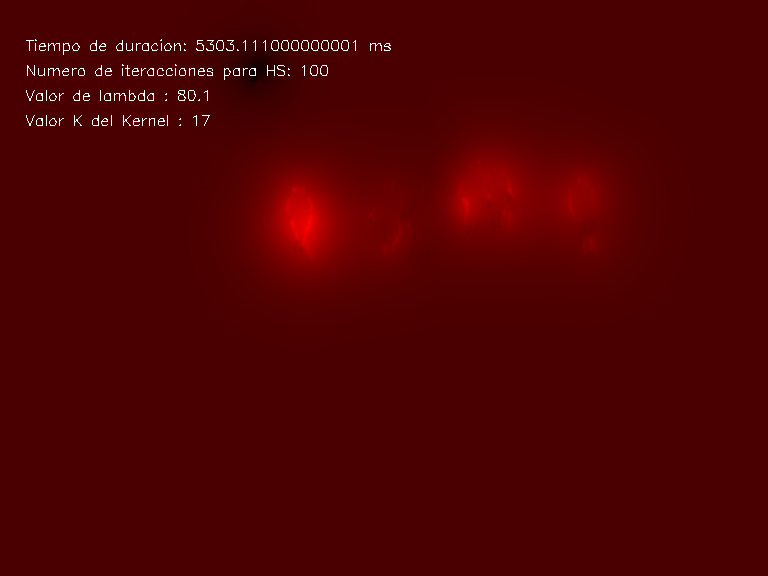 Tiempo de duracion: 5303.111000000001 ms
Numero de iteracciones para HS: 100
Valor de lambda : 80.1
Valor K del Kernel : 17